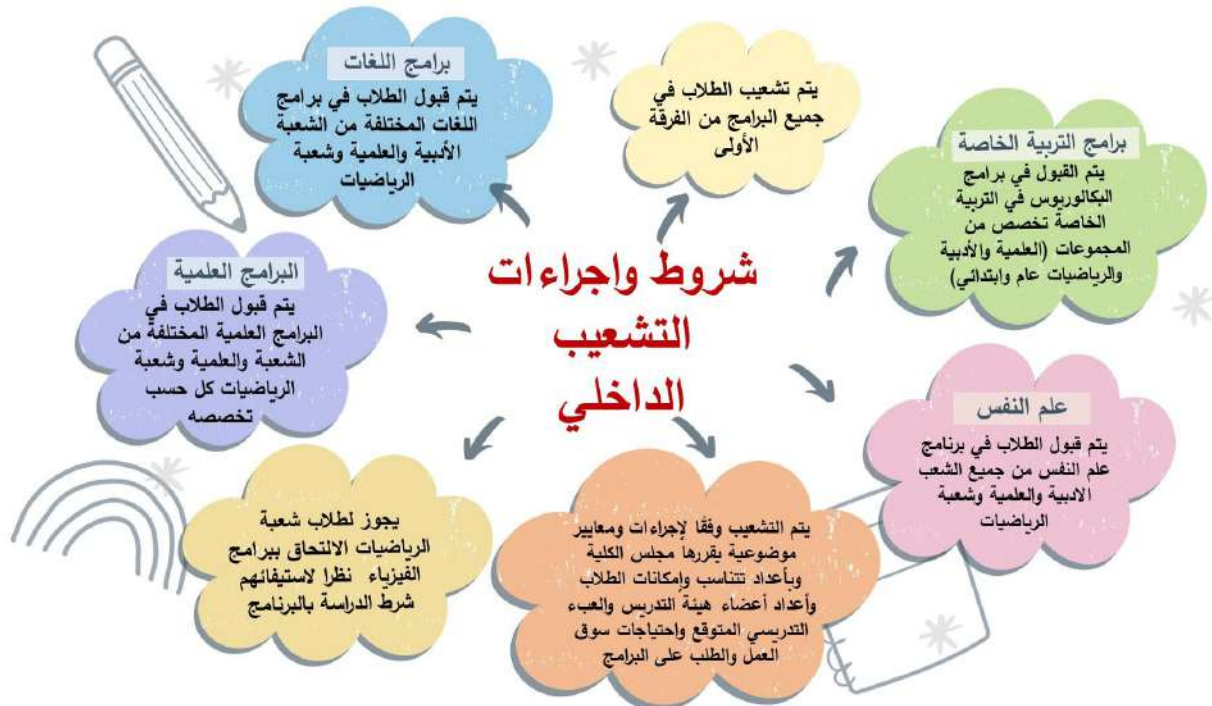 شروط واجراءات
التشعيب
الداخلي
يتم تشعيب الطلاب في
جميع البرامج من الفرقة
الأولى
برامج التربية الخاصة
يتم القبول في برامج
البكالوريوس في التربية
الخاصة تخصص من
المجموعات (العلمية والأدبية
والرياضيات عام وابتدائي)
علم النفس
يتم قبول الطلاب في برنامج
علم النفس من جميع الشعب
الادبية والعلمية وشعبة
الرياضيات
يتم التشعيب وفقًا لإجراءات ومعايير
موضوعية يقررها مجلس الكلية
وبأعداد تتناسب وإمكانات الطلاب
وأعداد أعضاء هيئة التدريس والعبء
التدريسي المتوقع واحتياجات سوق
العمل والطلب على البرامج
يجوز لطلاب شعبة
الرياضيات الالتحاق ببرامج
الفيزياء نظرا لاستيفائهم
شرط الدراسة بالبرنامج
البرامج العلمية
يتم قبول الطلاب في
البرامج العلمية المختلفة من
الشعبة والعلمية وشعبة
الرياضيات كل حسب
تخصصه
برامج اللغات
يتم قبول الطلاب في برامج
اللغات المختلفة من الشعبة
الأدبية والعلمية وشعبة
الرياضيات